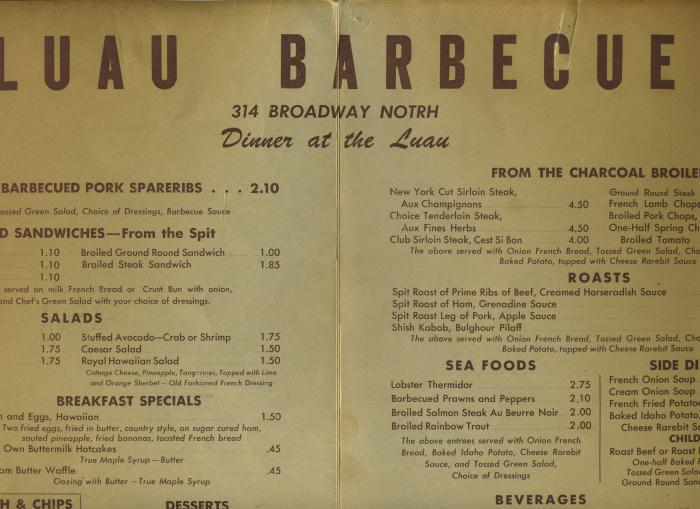 LUAU BARBECUE
314 BROADWAY NOTRH
Dinner at the Luau
BARBECUED PORK SPARERIBS . . . 2.10
ossed Green Salad, Choice of Dressings, Barbecue Sauce
D SANDWICHES—From the Spit
1.10 Broiled Ground Round Sandwich 1.00
1.10 Broiled Steak Sandwich 1.85
1.10
served on milk French Bread or Crust Bun with onion,
and Chef's Green Salad with your choice of dressings.
SALADS
1.00 Stuffed Avocado—Crab or Shrimp 1.75
1.75 Caesar Salad 1.50
1.75 Royal Hawaiian Salad 1.50
Cottage Cheese, Pineapple, Tangerines, Topped with Lime
and Orange Sherbet — Old Fashioned French Dressing
BREAKFAST SPECIALS
and Eggs, Hawaiian 1.50
Two fried eggs, fried in butter, country style, on sugar cured ham,
sauted pineapple, fried bananas, toasted French bread
Own Buttermilk Hotcakes .45
True Maple Syrup — Butter
am Butter Waffle .45
Oozing with Butter — True Maple Syrup
H & CHIPS
DESSERTS
FROM THE CHARCOAL BROILE
New York Cut Sirloin Steak,
Aux Champignons 4.50
Choice Tenderloin Steak,
Aux Fines Herbs 4.50
Club Sirloin Steak, Cest Si Bon 4.00
Ground Round Steak
French Lamb Chops
Broiled Pork Chops,
One-Half Spring Ch
Broiled Tomato
The above served with Onion French Bread, Tossed Green Salad, Cho
Baked Potato, topped with Cheese Rarebit Sauce
ROASTS
Spit Roast of Prime Ribs of Beef, Creamed Horseradish Sauce
Spit Roast of Ham, Grenadine Sauce
Spit Roast Leg of Pork, Apple Sauce
Shish Kabob, Bulghour Pilaff
The above served with Onion French Bread, Tossed Green Salad, Cho
Baked Potato, topped with Cheese Rarebit Sauce
SEA FOODS
Lobster Thermidor 2.75
Barbecued Prawns and Peppers 2.10
Broiled Salmon Steak Au Beurre Noir 2.00
Broiled Rainbow Trout 2.00
The above entrees served with Onion French
Bread, Baked Idaho Potato, Cheese Rarebit
Sauce, and Tossed Green Salad,
Choice of Dressings
SIDE DI
French Onion Soup
Cream Onion Soup
French Fried Potatoe
Baked Idaho Potato,
Cheese Rarebit Sa
CHILD
Roast Beef or Roast
One-half Baked P
Tossed Green Sala
Ground Round San
BEVERAGES